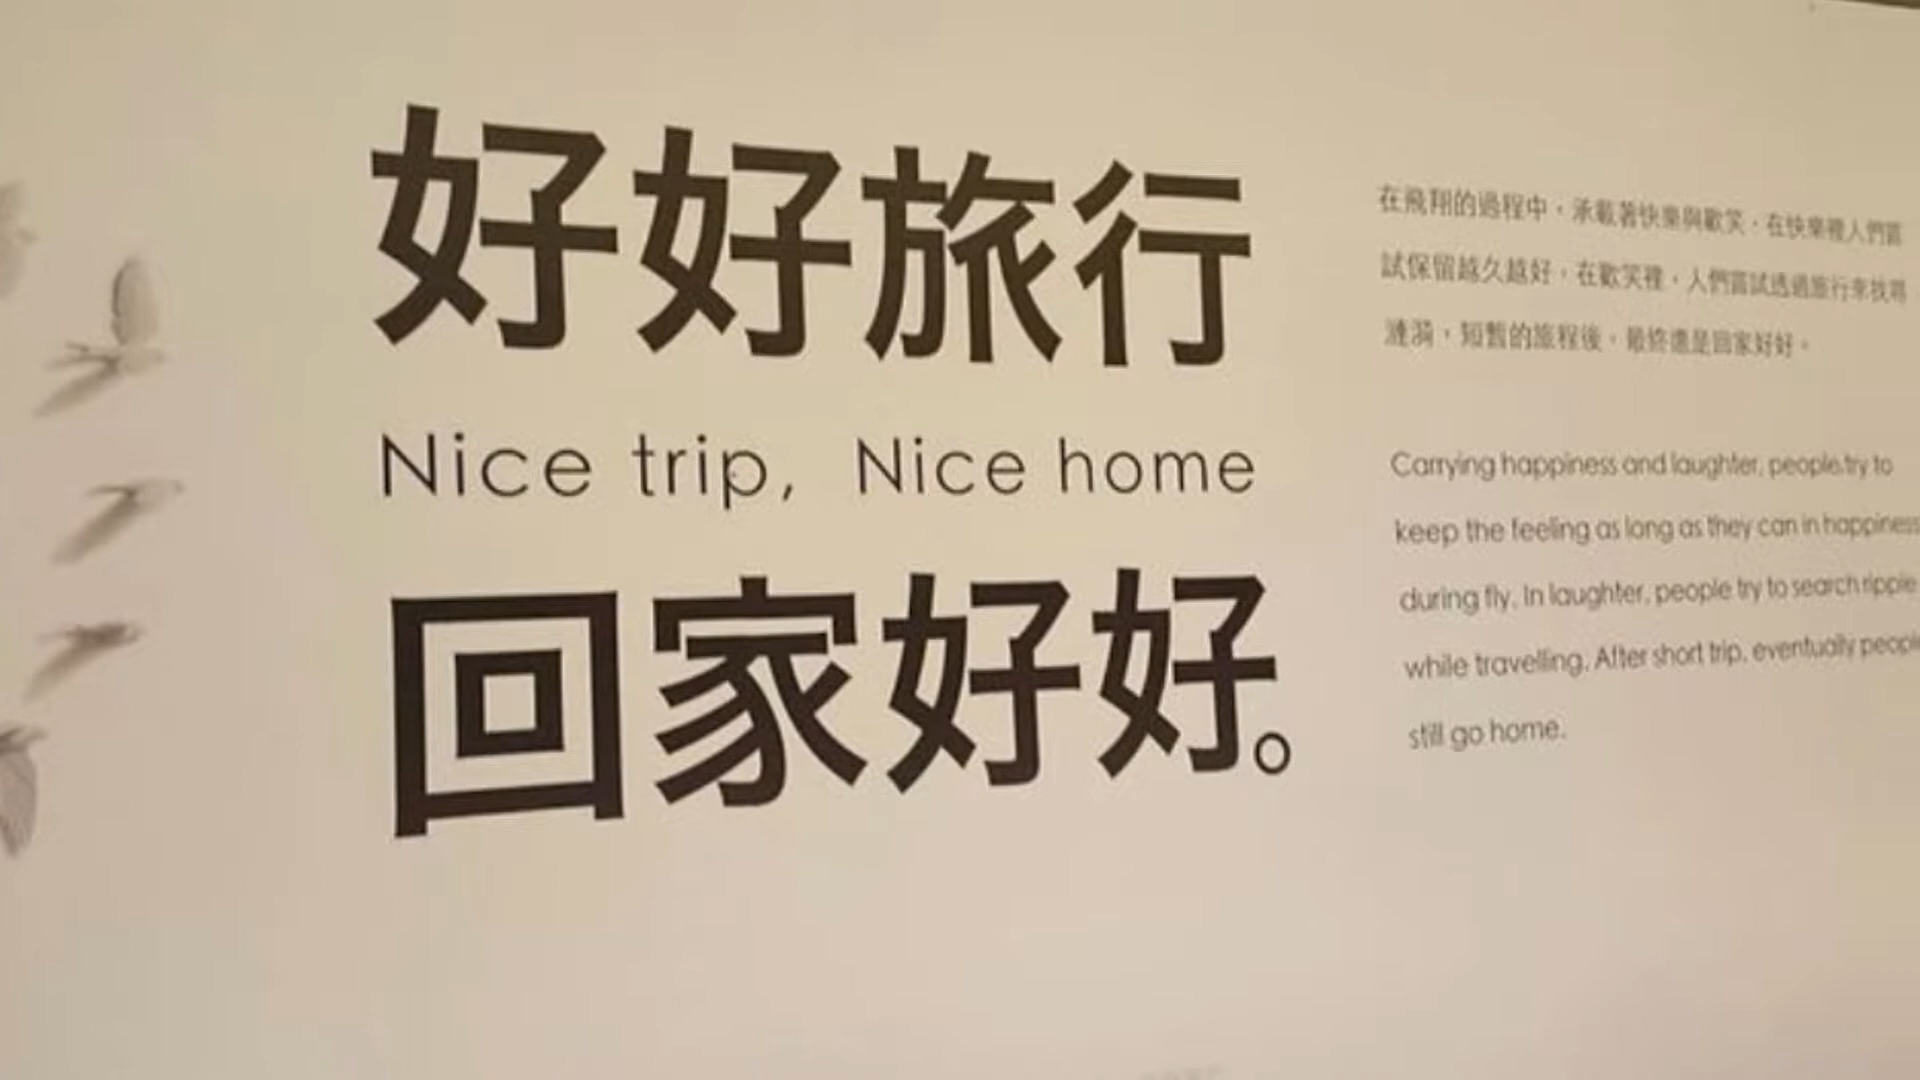 好好旅行
Nice trip, Nice home
回家好好。
在飛翔的過程中，承載著快樂與歡笑，在快樂裡人們嘗
試保留越久越好，在歡笑裡，人們嘗試透過旅行來找尋
漣漪，短暫的旅程後，最終還是回家好好。
Carrying happiness and laughter, people try to
keep the feeling as long as they can in happiness
during fly. In laughter, people try to search ripple
while travelling. After short trip, eventually people
still go home.